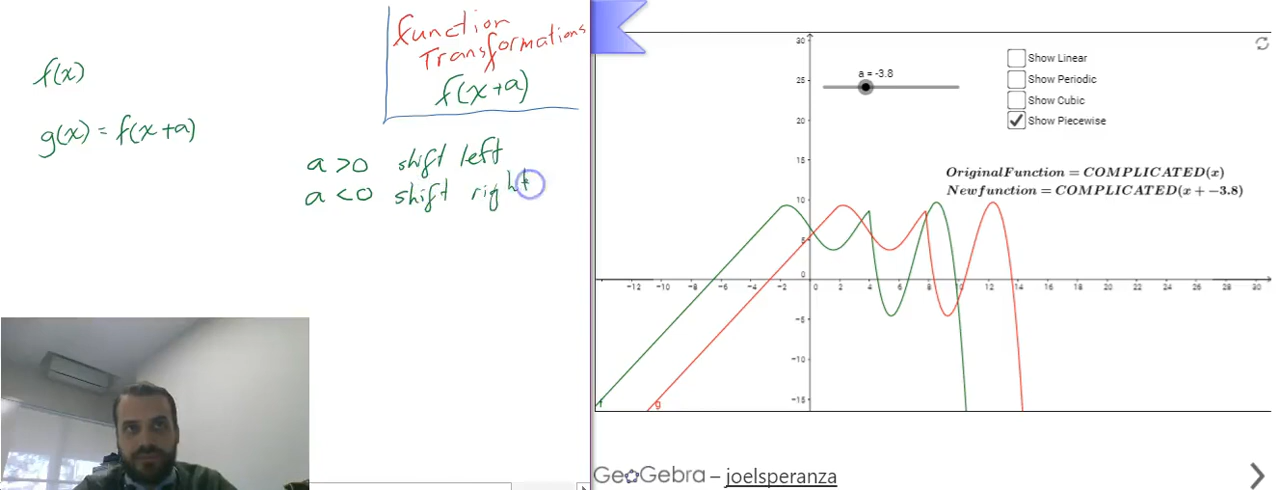 function
Transformations
f(x+a)
f(x)
g(x) = f(x+a)
a >0 shift left
a <0 shift right
a = -3.8
Show Linear
Show Periodic
Show Cubic
Show Piecewise
OriginalFunction = COMPLICATED(x)
Newfunction = COMPLICATED(x + −3.8)
30
25
20
15
10
5
0
−5
−10
−15
−12 −10 −8 −6 −4 −2 0 2 4 6 8 10 12 14 16 18 20 22 24 26 28 30
f
g
GeoGebra – joelsperanza